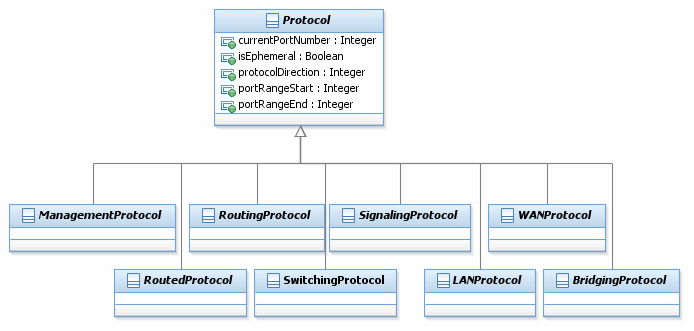 Protocol
currentPortNumber : Integer
isEphemeral : Boolean
protocolDirection : Integer
portRangeStart : Integer
portRangeEnd : Integer
ManagementProtocol
RoutingProtocol
SignalingProtocol
WANProtocol
RoutedProtocol
SwitchingProtocol
LANProtocol
BridgingProtocol